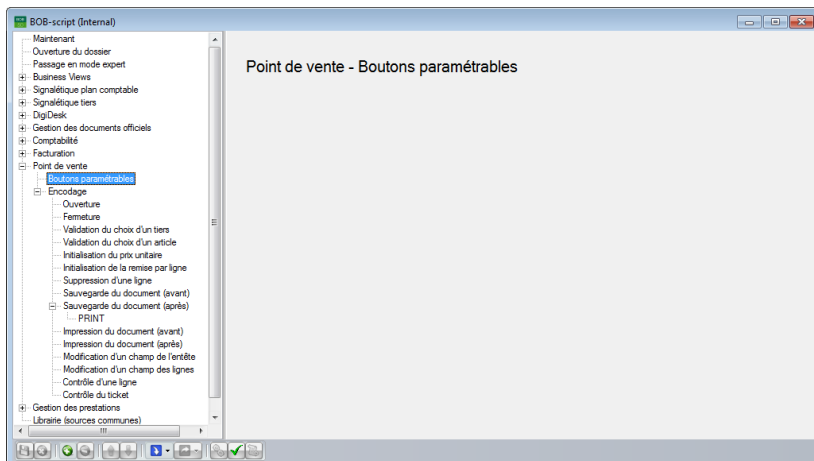 BOB-script (Internal)
Maintenant
Ouverture du dossier
Passage en mode expert
Business Views
Signalétique plan comptable
Signalétique tiers
DigiDesk
Gestion des documents officiels
Comptabilité
Facturation
Point de vente
Boutons paramétrables
Encodage
Ouverture
Fermeture
Validation du choix d'un tiers
Validation du choix d'un article
Initialisation du prix unitaire
Initialisation de la remise par ligne
Suppression d'une ligne
Sauvegarde du document (avant)
Sauvegarde du document (après)
PRINT
Impression du document (avant)
Impression du document (après)
Modification d'un champ de l'entête
Modification d'un champ des lignes
Contrôle d'une ligne
Contrôle du ticket
Gestion des prestations
Librairie (sources communes)
Point de vente - Boutons paramétrables